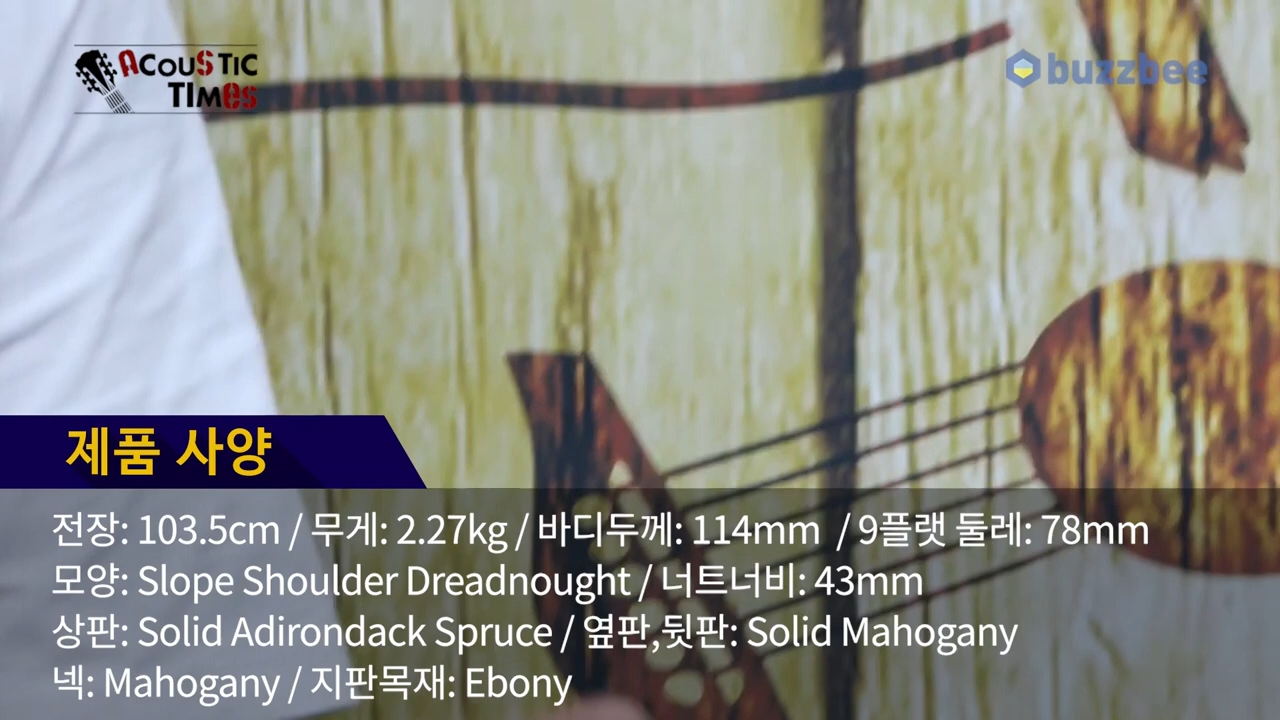 ACOUSTIC
TIMES
buzzbee
제품 사양
전장: 103.5cm / 무게: 2.27kg / 바디두께: 114mm / 9플랫 둘레: 78mm
모양: Slope Shoulder Dreadnought / 너트너비: 43mm
상판: Solid Adirondack Spruce / 옆판,뒷판: Solid Mahogany
넥: Mahogany / 지판목재: Ebony